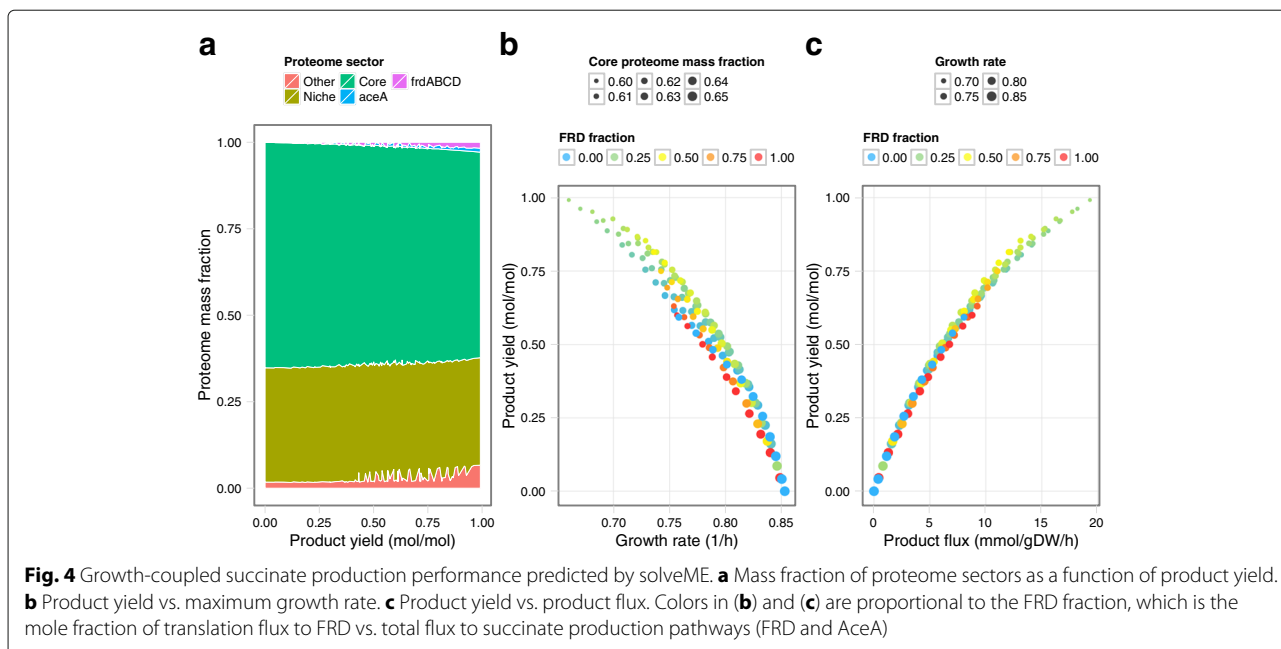 a
Proteome sector
Other Core frdABCD
Niche aceA
Proteome mass fraction
1.00
0.75
0.50
0.25
0.00
0.00 0.25 0.50 0.75 1.00
Product yield (mol/mol)
b
Core proteome mass fraction
0.60 0.62 0.64
0.61 0.63 0.65
FRD fraction
0.00 0.25 0.50 0.75 1.00
Product yield (mol/mol)
1.00
0.75
0.50
0.25
0.00
0.70 0.75 0.80 0.85
Growth rate (1/h)
c
Growth rate
0.70 0.80
0.75 0.85
FRD fraction
0.00 0.25 0.50 0.75 1.00
Product yield (mol/mol)
1.00
0.75
0.50
0.25
0.00
0 5 10 15 20
Product flux (mmol/gDW/h)
Fig. 4 Growth-coupled succinate production performance predicted by solveME. a Mass fraction of proteome sectors as a function of product yield.
b Product yield vs. maximum growth rate. c Product yield vs. product flux. Colors in (b) and (c) are proportional to the FRD fraction, which is the
mole fraction of translation flux to FRD vs. total flux to succinate production pathways (FRD and AceA)